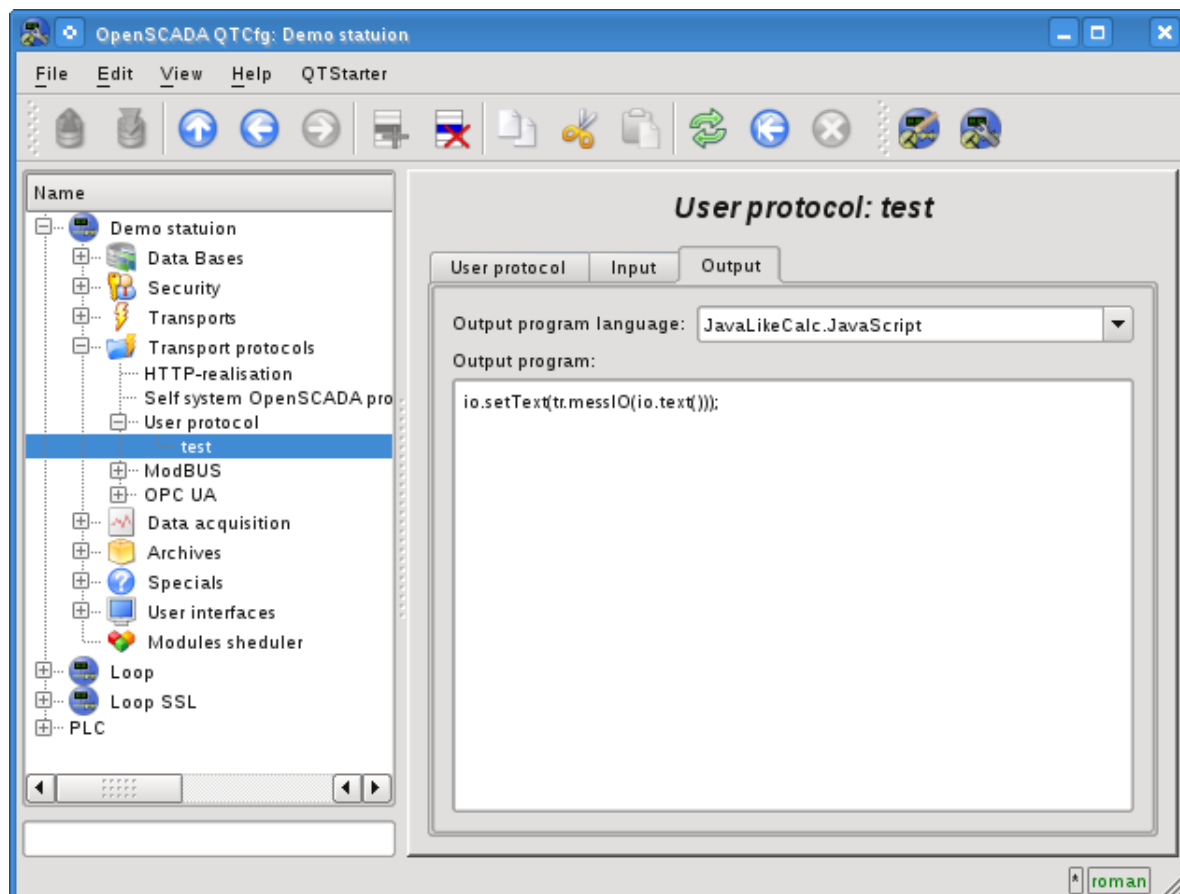 OpenSCADA QTCfg: Demo statuion
File Edit View Help QTStarter
Name
Demo statuion
Data Bases
Security
Transports
Transport protocols
HTTP-realisation
Self system OpenSCADA pro
User protocol
test
ModBUS
OPC UA
Data acquisition
Archives
Specials
User interfaces
Modules sheduler
Loop
Loop SSL
PLC
User protocol: test
User protocol Input Output
Output program language: JavaLikeCalc.JavaScript
Output program:
io.setText(tr.messIO(io.text()));
* roman